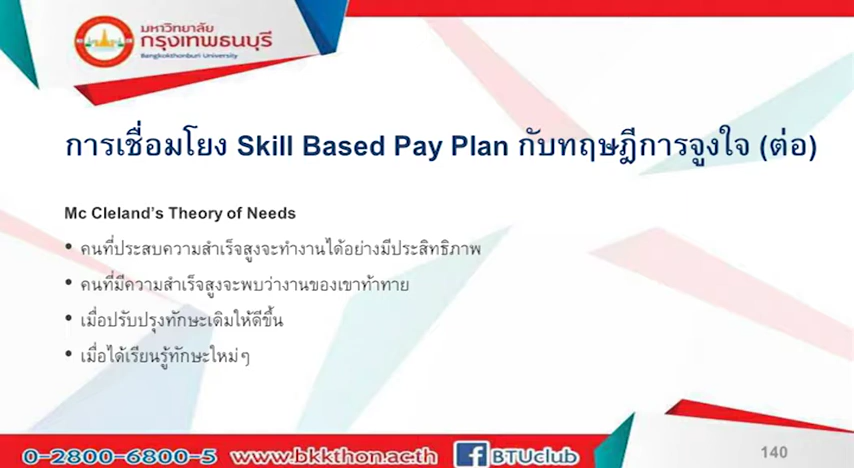 มหาวิทยาลัย
กรุงเทพธนบุรี
Bangkokthonburi University
การเชื่อมโยง Skill Based Pay Plan กับทฤษฎีการจูงใจ (ต่อ)
Mc Cleland's Theory of Needs
• คนที่ประสบความสำเร็จสูงจะทำงานได้อย่างมีประสิทธิภาพ
• คนที่มีความสำเร็จสูงจะพบว่างานของเขาท้าทาย
• เมื่อปรับปรุงทักษะเดิมให้ดีขึ้น
• เมื่อได้เรียนรู้ทักษะใหม่ๆ
0-2800-6800-5 www.bkkthon.ac.th f BTUclub
140